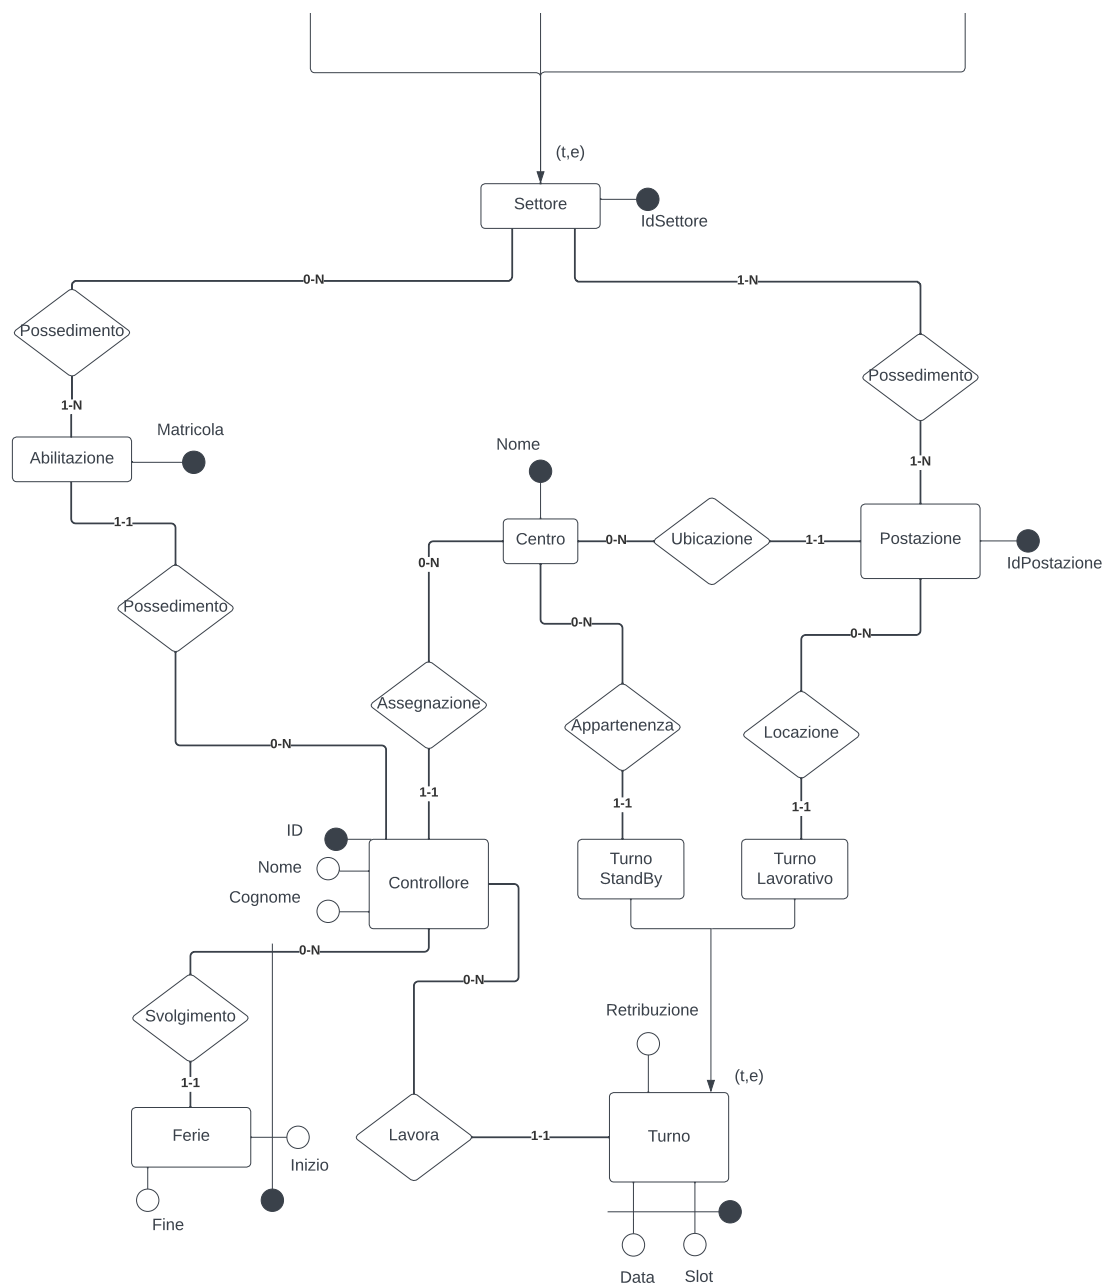 (t,e)
Settore
IdSettore
0-N
1-N
Possedimento
Possedimento
1-N
Matricola
Abilitazione
Nome
1-N
1-1
Centro
0-N
Ubicazione
1-1
Postazione
IdPostazione
0-N
Possedimento
0-N
0-N
Assegnazione
Appartenenza
Locazione
0-N
1-1
1-1
1-1
ID
Nome
Cognome
Controllore
Turno
StandBy
Turno
Lavorativo
0-N
0-N
Svolgimento
Retribuzione
1-1
(t,e)
Ferie
Lavora
1-1
Turno
Inizio
Fine
Data
Slot